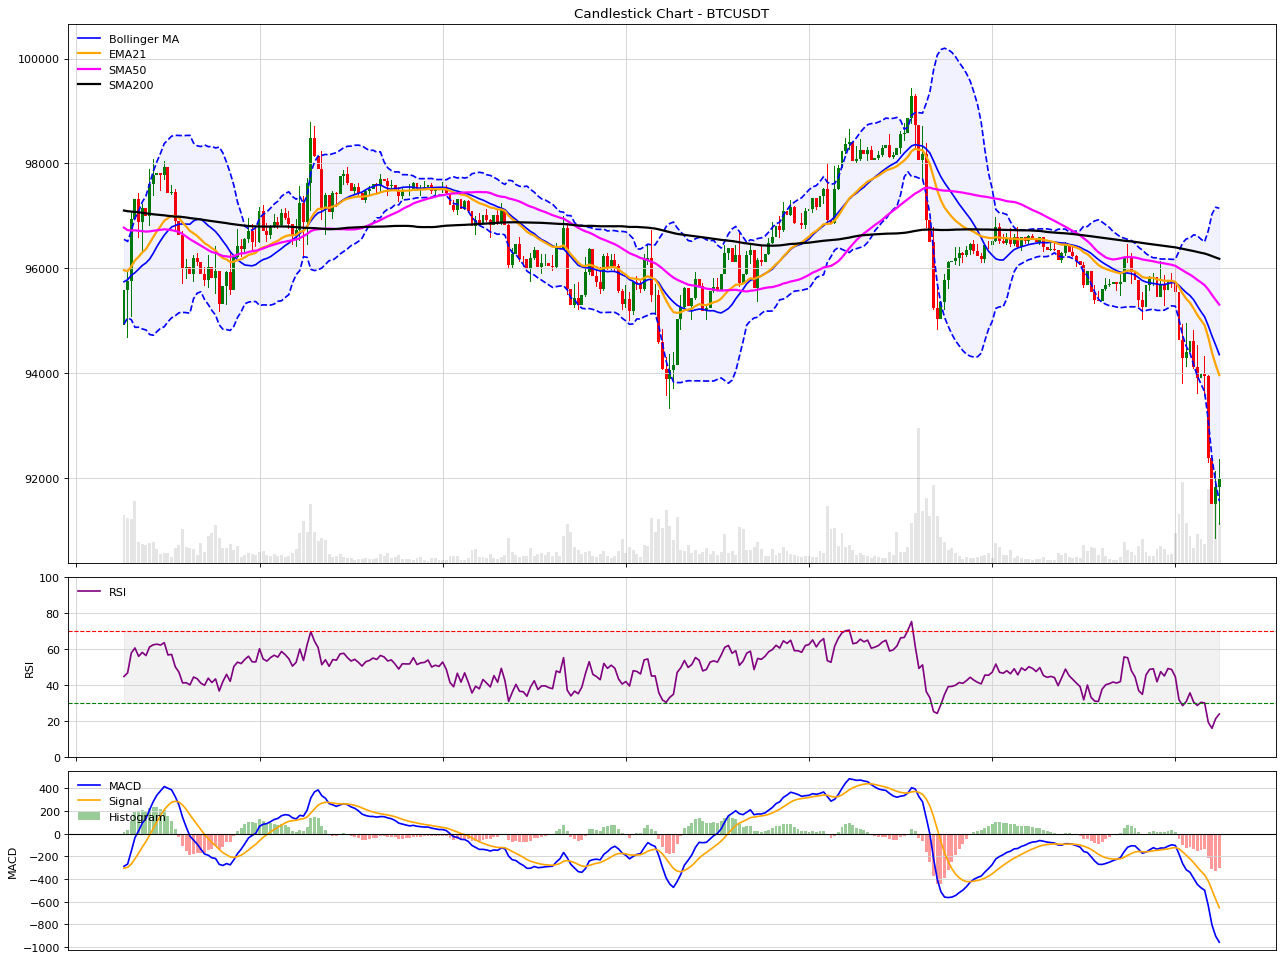 Candlestick Chart - BTCUSDT
Bollinger MA
EMA21
SMA50
SMA200
100000
98000
96000
94000
92000
RSI
100
80
60
40
20
0
RSI
MACD
Signal
Histogram
400
200
0
−200
−400
−600
−800
−1000
MACD